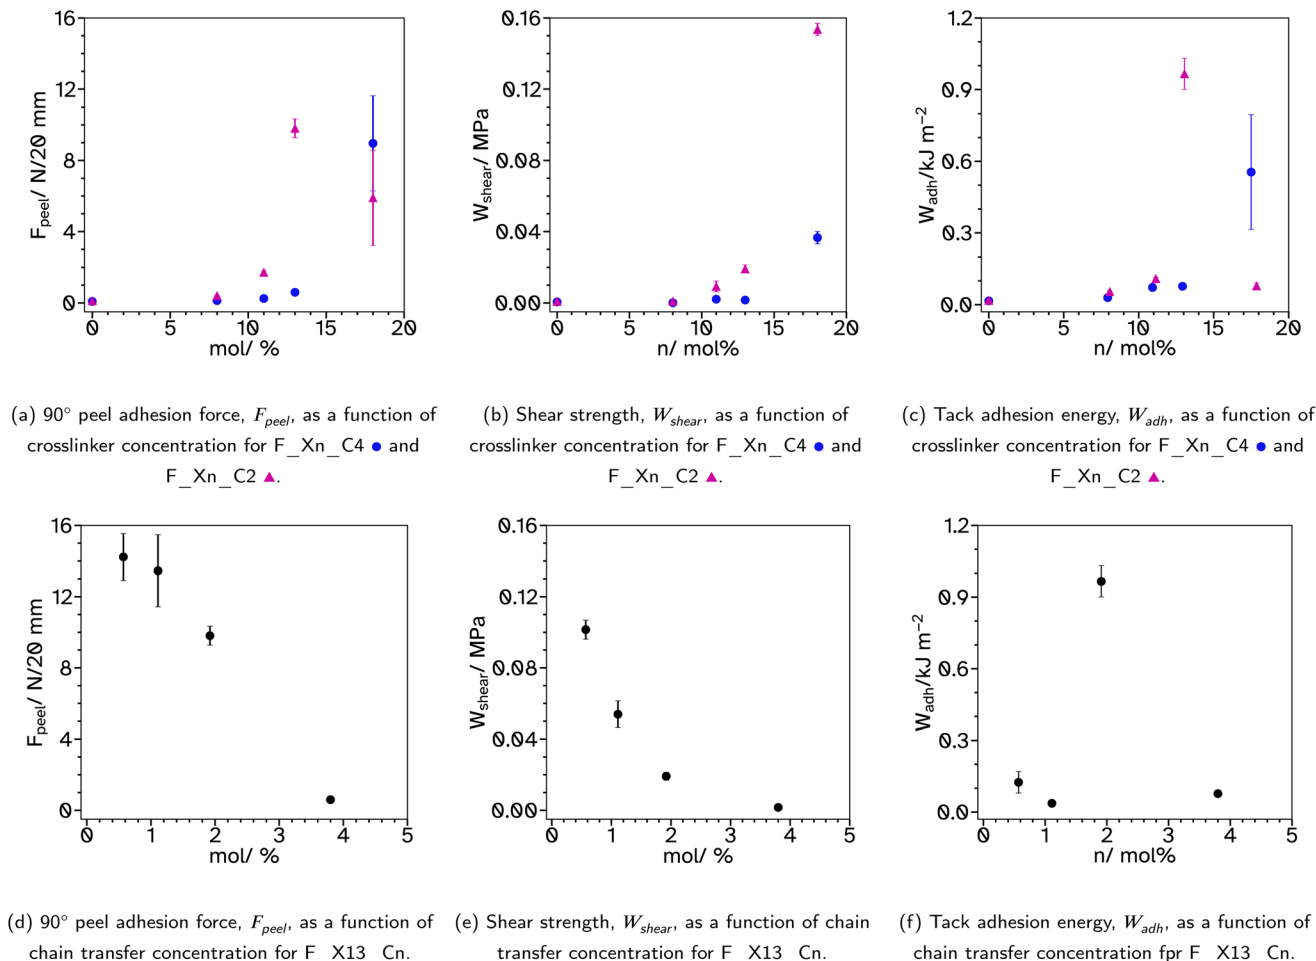 16
12
8
4
0
F_peel/ N/20 mm
0 5 10 15 20
mol/ %
0.16
0.12
0.08
0.04
0.00
W_shear/ MPa
0 5 10 15 20
n/ mol%
1.2
0.9
0.6
0.3
0.0
W_adh/kJ m⁻²
0 5 10 15 20
n/ mol%
(a) 90° peel adhesion force, F_peel, as a function of
crosslinker concentration for F_Xn_C4 ● and
F_Xn_C2 ▲.
(b) Shear strength, W_shear, as a function of
crosslinker concentration for F_Xn_C4 ● and
F_Xn_C2 ▲.
(c) Tack adhesion energy, W_adh, as a function of
crosslinker concentration for F_Xn_C4 ● and
F_Xn_C2 ▲.
16
12
8
4
0
F_peel/ N/20 mm
0 1 2 3 4 5
mol/ %
0.16
0.12
0.08
0.04
0.00
W_shear/ MPa
0 1 2 3 4 5
mol/ %
1.2
0.9
0.6
0.3
0.0
W_adh/kJ m⁻²
0 1 2 3 4 5
n/ mol%
(d) 90° peel adhesion force, F_peel, as a function of
chain transfer concentration for F X13 Cn.
(e) Shear strength, W_shear, as a function of chain
transfer concentration for F X13 Cn.
(f) Tack adhesion energy, W_adh, as a function of
chain transfer concentration fpr F X13 Cn.